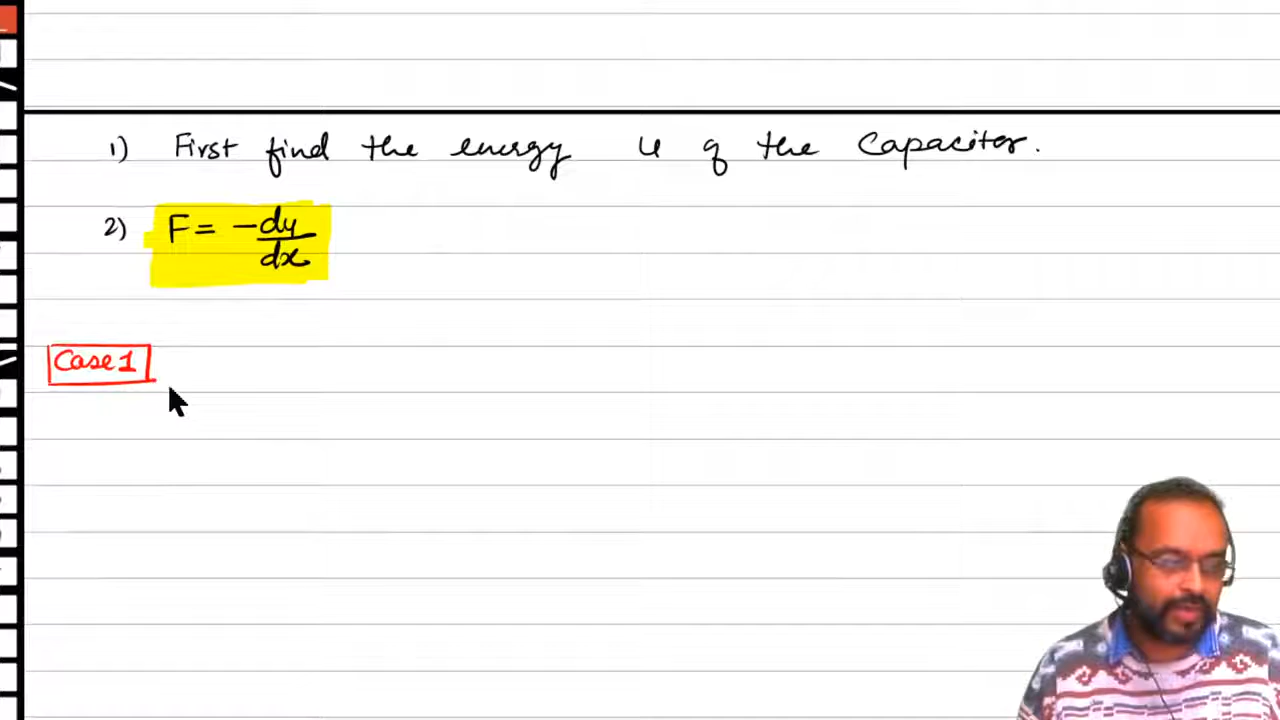 1) First find the energy U of the Capacitor.
2) F = -du/dx
Case 1